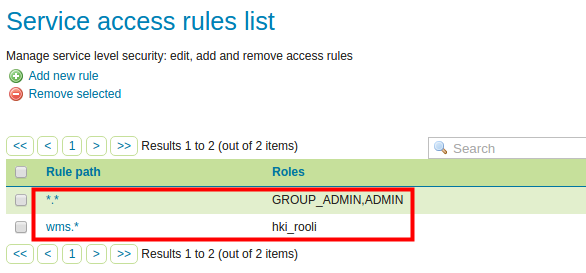 Service access rules list
Manage service level security: edit, add and remove access rules
Add new rule
Remove selected
<< < 1 > >> Results 1 to 2 (out of 2 items) Search
Rule path Roles
*.* GROUP_ADMIN,ADMIN
wms.* hki_rooli
<< < 1 > >> Results 1 to 2 (out of 2 items)